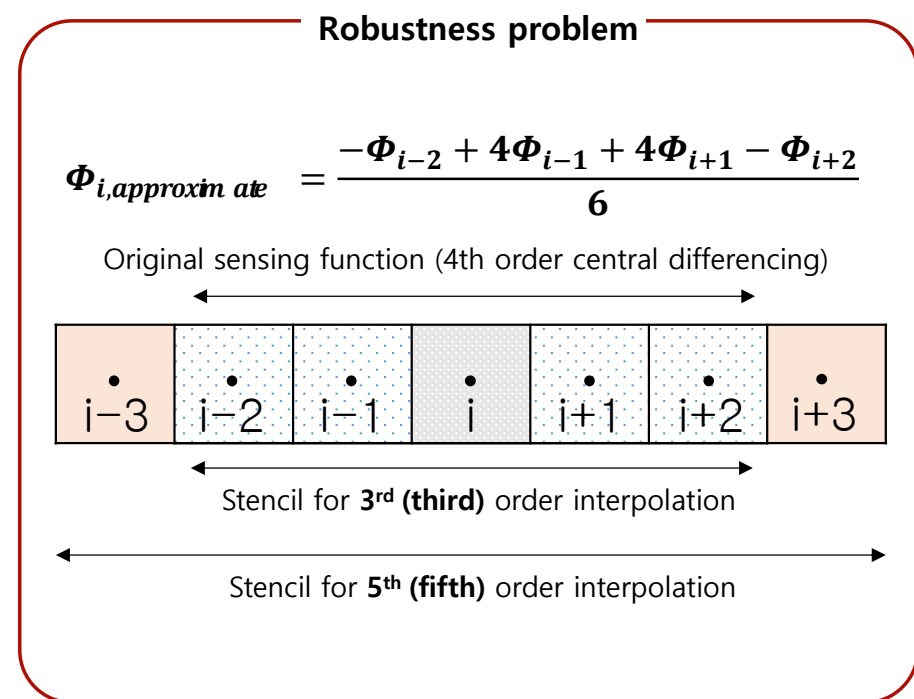 Robustness problem
Φi,approximate = (−Φi−2 + 4Φi−1 + 4Φi+1 − Φi+2) / 6
Original sensing function (4th order central differencing)
i−3 i−2 i−1 i i+1 i+2 i+3
Stencil for 3rd (third) order interpolation
Stencil for 5th (fifth) order interpolation